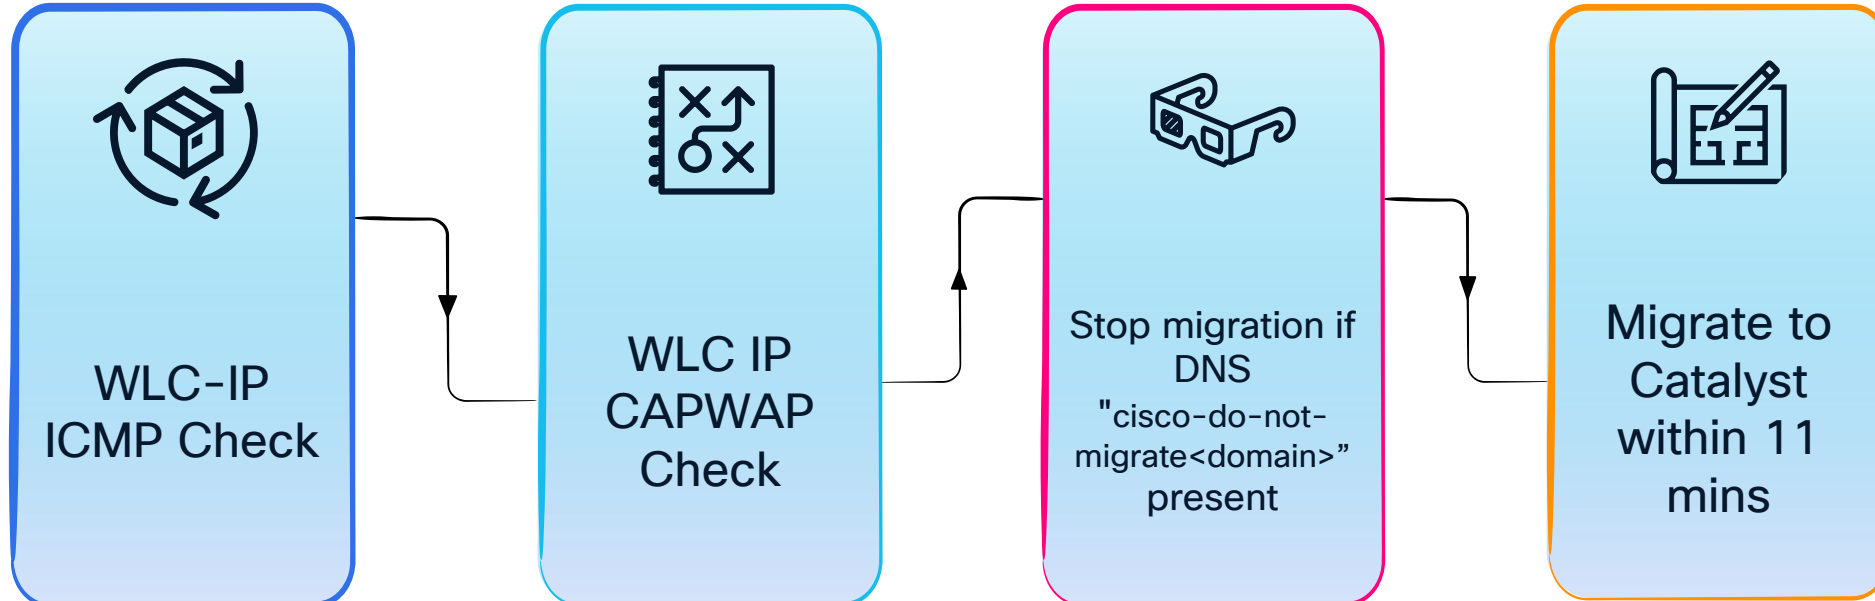 WLC-IP
ICMP Check
WLC IP
CAPWAP
Check
Stop migration if
DNS
"cisco-do-not-
migrate<domain>”
present
Migrate to
Catalyst
within 11
mins